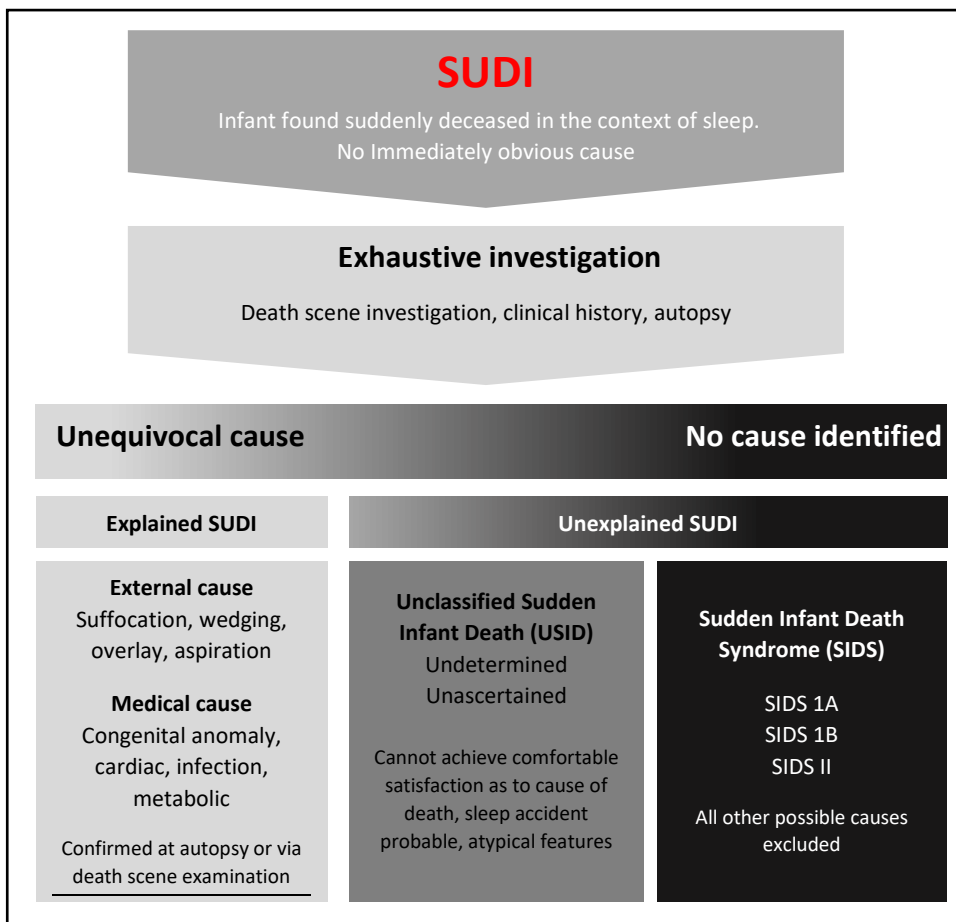 SUDI
Infant found suddenly deceased in the context of sleep.
No Immediately obvious cause
Exhaustive investigation
Death scene investigation, clinical history, autopsy
Unequivocal cause
No cause identified
Explained SUDI
Unexplained SUDI
External cause
Suffocation, wedging,
overlay, aspiration
Medical cause
Congenital anomaly,
cardiac, infection,
metabolic
Confirmed at autopsy or via
death scene examination
Unclassified Sudden
Infant Death (USID)
Undetermined
Unascertained
Cannot achieve comfortable
satisfaction as to cause of
death, sleep accident
probable, atypical features
Sudden Infant Death
Syndrome (SIDS)
SIDS 1A
SIDS 1B
SIDS II
All other possible causes
excluded